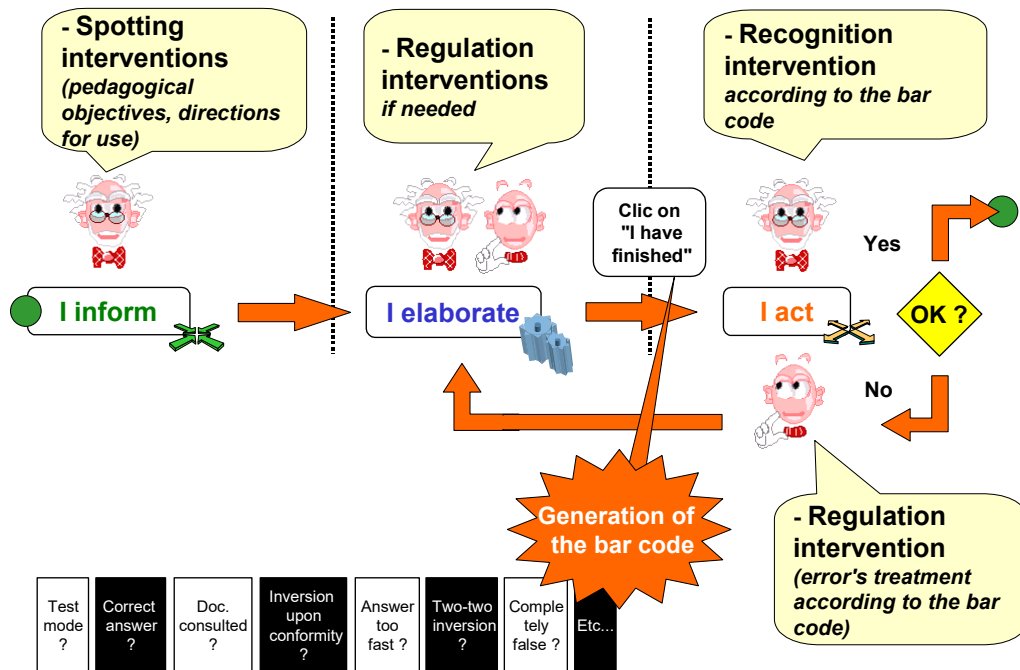 - Spotting
interventions
(pedagogical
objectives, directions
for use)
- Regulation
interventions
if needed
- Recognition
intervention
according to the bar
code
Clic on
"I have
finished"
Yes
I inform
I elaborate
I act
OK ?
No
Generation of
the bar code
- Regulation
intervention
(error's treatment
according to the bar
code)
Test
mode ?
Correct
answer ?
Doc.
consulted ?
Inversion
upon
conformity
?
Answer
too
fast ?
Two-two
inversion ?
Comple
tely
false ?
Etc...